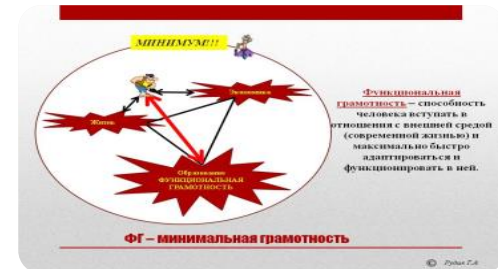 МИНИМУМ!!!
Экономика
Житель
Образование
ФУНКЦИОНАЛЬНАЯ
ГРАМОТНОСТЬ
Функциональная
грамотность – способность
человека вступать в
отношения с внешней средой
(современной жизнью) и
максимально быстро
адаптироваться и
функционировать в ней.
ФГ – минимальная грамотность
©